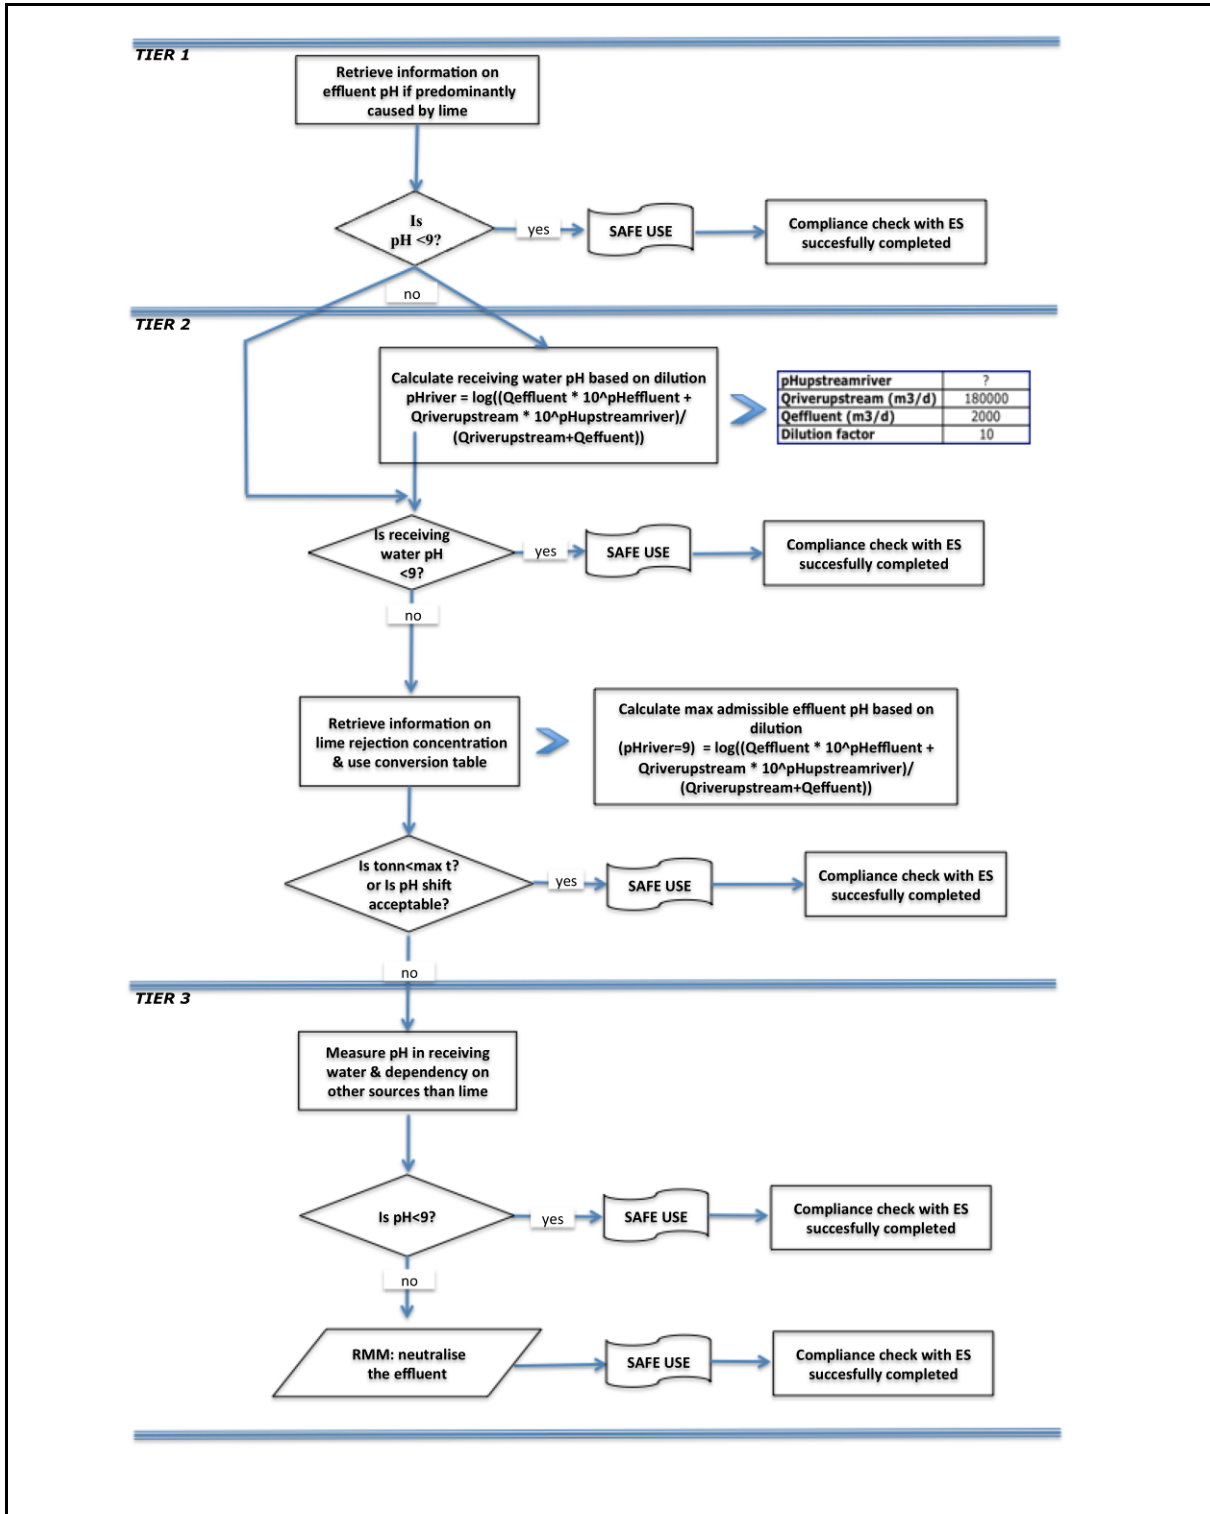 TIER 1
Retrieve information on
effluent pH if predominantly
caused by lime
Is
pH <9?
yes
SAFE USE
Compliance check with ES
succesfully completed
no
TIER 2
Calculate receiving water pH based on dilution
pHriver = log((Qeffluent * 10^pHeffluent +
Qriverupstream * 10^pHupstreamriver)/
(Qriverupstream+Qeffuent))
pHupstreamriver ?
Qriverupstream (m3/d) 180000
Qeffluent (m3/d) 2000
Dilution factor 10
Is receiving
water pH
<9?
yes
SAFE USE
Compliance check with ES
succesfully completed
no
Retrieve information on
lime rejection concentration
& use conversion table
Calculate max admissible effluent pH based on
dilution
(pHriver=9) = log((Qeffluent * 10^pHeffluent +
Qriverupstream * 10^pHupstreamriver)/
(Qriverupstream+Qeffuent))
Is tonn<max t?
or Is pH shift
acceptable?
yes
SAFE USE
Compliance check with ES
succesfully completed
no
TIER 3
Measure pH in receiving
water & dependency on
other sources than lime
Is pH<9?
yes
SAFE USE
Compliance check with ES
succesfully completed
no
RMM: neutralise
the effluent
SAFE USE
Compliance check with ES
succesfully completed